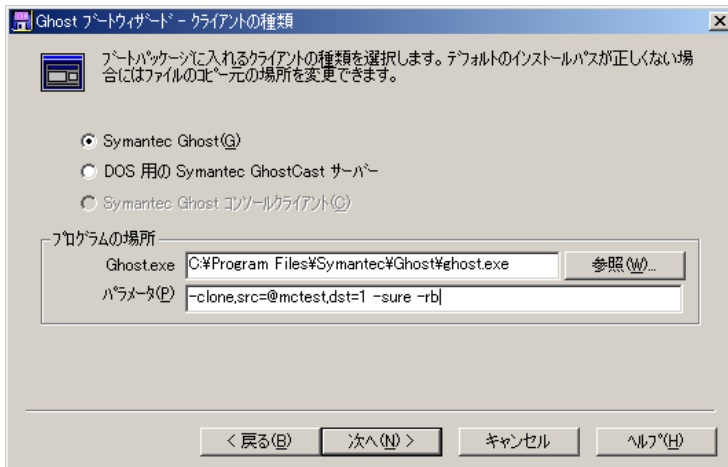 Ghost ブートウィザード - クライアントの種類
ブートパッケージに入れるクライアントの種類を選択します。デフォルトのインストールパスが正しくない場
合にはファイルのコピー元の場所を変更できます。
Symantec Ghost(G)
DOS 用の Symantec GhostCast サーバー
Symantec Ghost コンソールクライアント(C)
プログラムの場所
Ghost.exe C:¥Program Files¥Symantec¥Ghost¥ghost.exe 参照(W)...
パラメータ(P) -clone,src=@mctest,dst=1 -sure -rb
< 戻る(B) 次へ(N) > キャンセル ヘルプ(H)